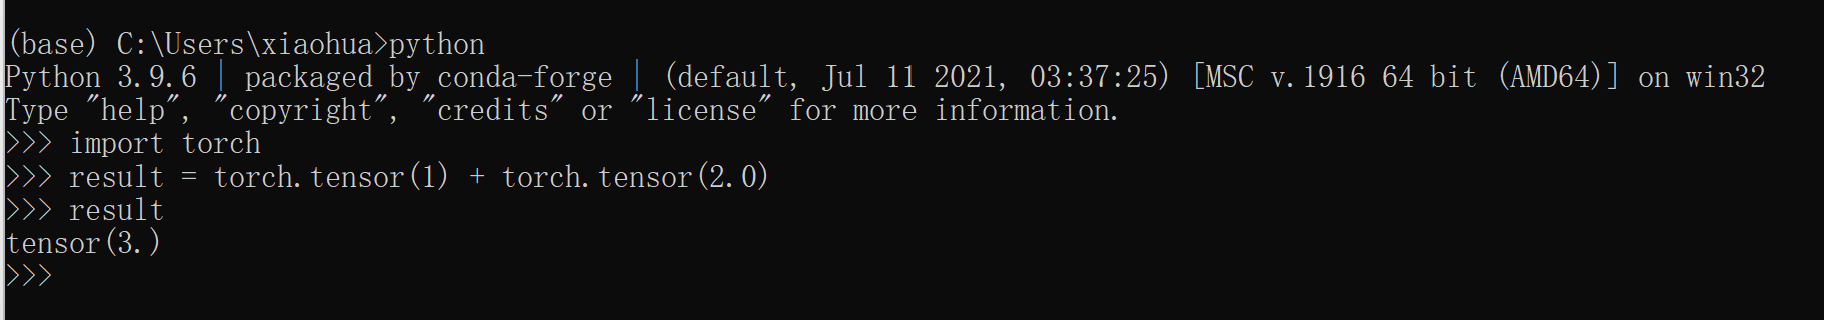 (base) C:\Users\xiaohua>python
Python 3.9.6 | packaged by conda-forge | (default, Jul 11 2021, 03:37:25) [MSC v.1916 64 bit (AMD64)] on win32
Type "help", "copyright", "credits" or "license" for more information.
>>> import torch
>>> result = torch.tensor(1) + torch.tensor(2.0)
>>> result
tensor(3.)
>>>